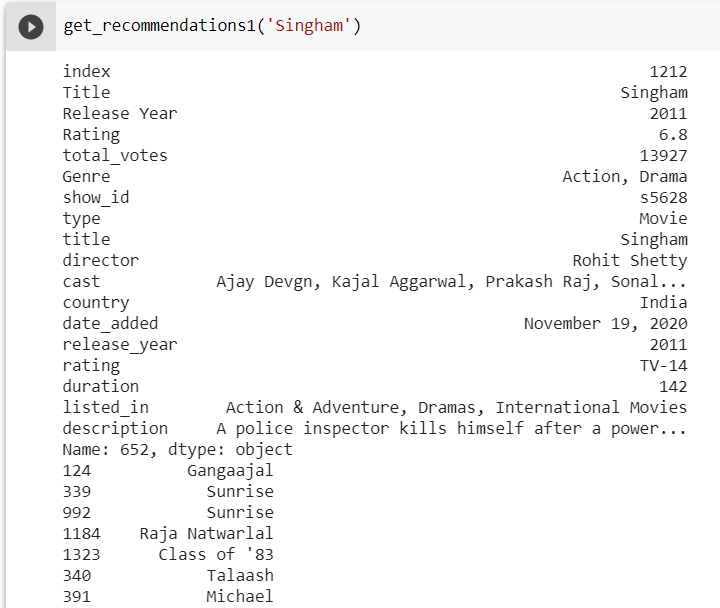 get_recommendations1('Singham')
index 1212
Title Singham
Release Year 2011
Rating 6.8
total_votes 13927
Genre Action, Drama
show_id s5628
type Movie
title Singham
director Rohit Shetty
cast Ajay Devgn, Kajal Aggarwal, Prakash Raj, Sonal...
country India
date_added November 19, 2020
release_year 2011
rating TV-14
duration 142
listed_in Action & Adventure, Dramas, International Movies
description A police inspector kills himself after a power...
Name: 652, dtype: object
124 Gangaajal
339 Sunrise
992 Sunrise
1184 Raja Natwarlal
1323 Class of '83
340 Talaash
391 Michael